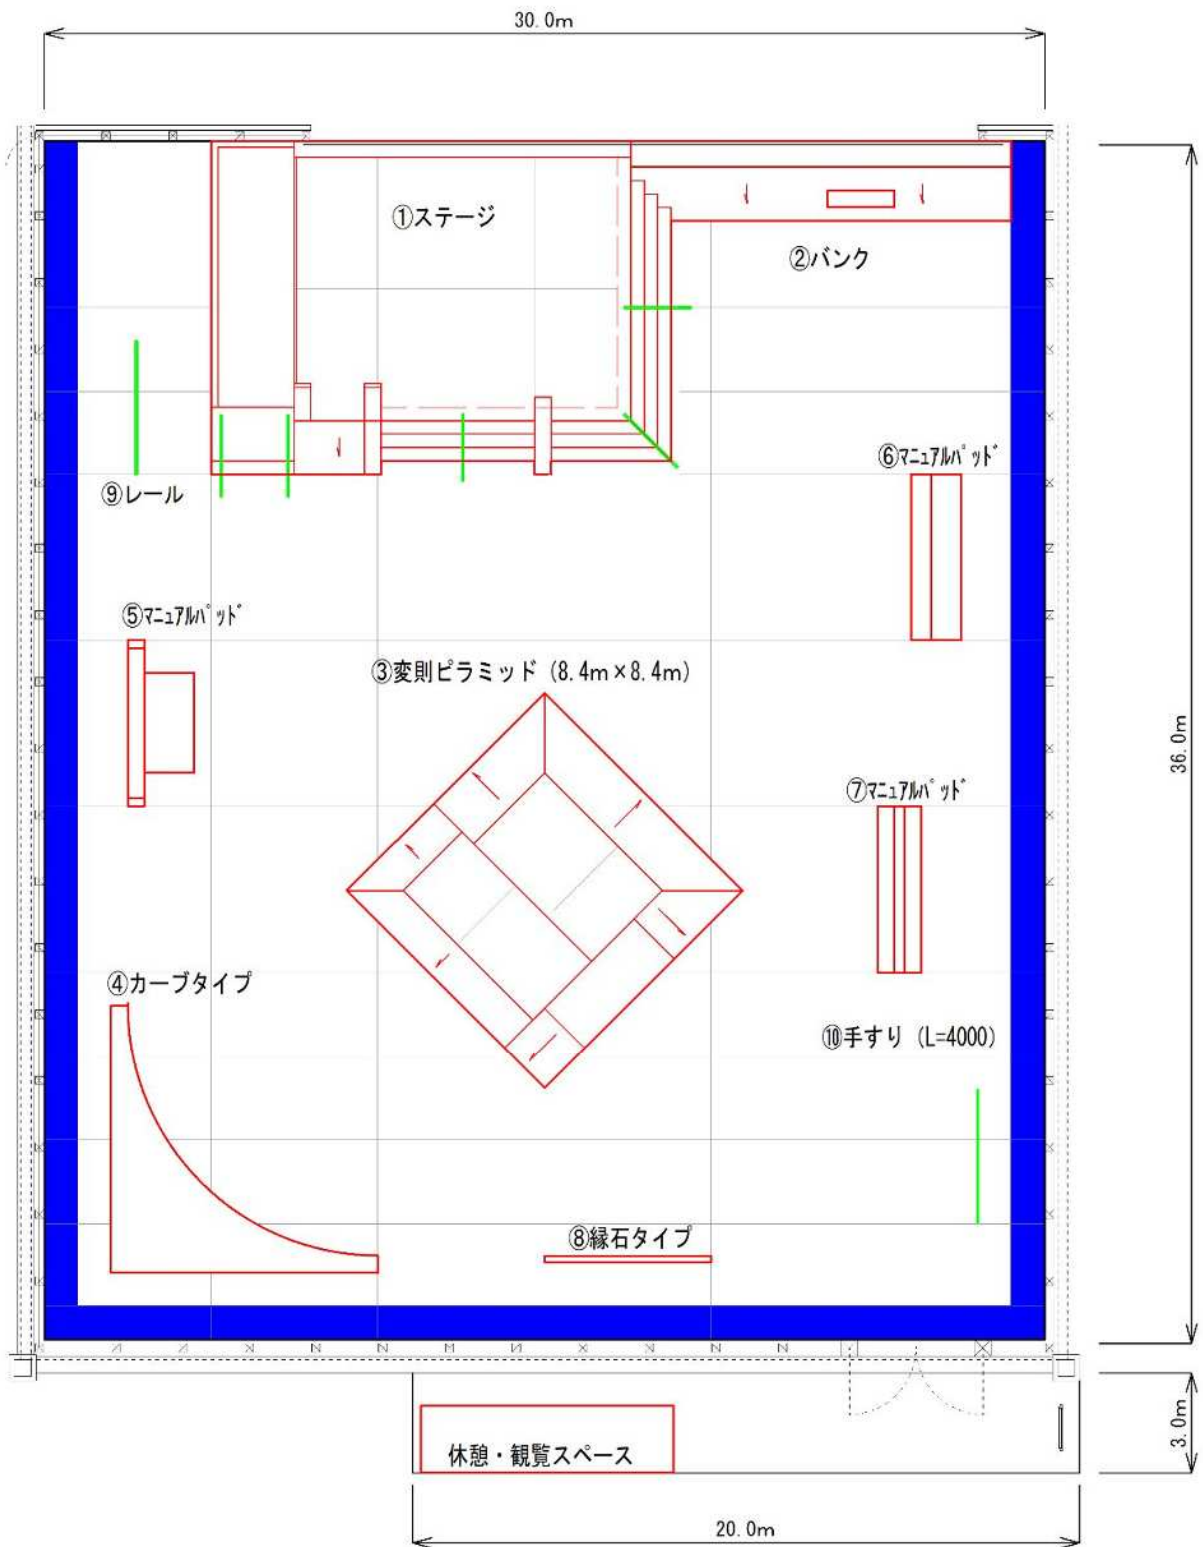 30.0m
①ステージ
②バンク
⑥マニュアルパッド
⑨レール
⑤マニュアルパッド
③変則ピラミッド (8.4m×8.4m)
36.0m
⑦マニュアルパッド
④カーブタイプ
⑩手すり (L=4000)
⑧縁石タイプ
休憩・観覧スペース
3.0m
20.0m